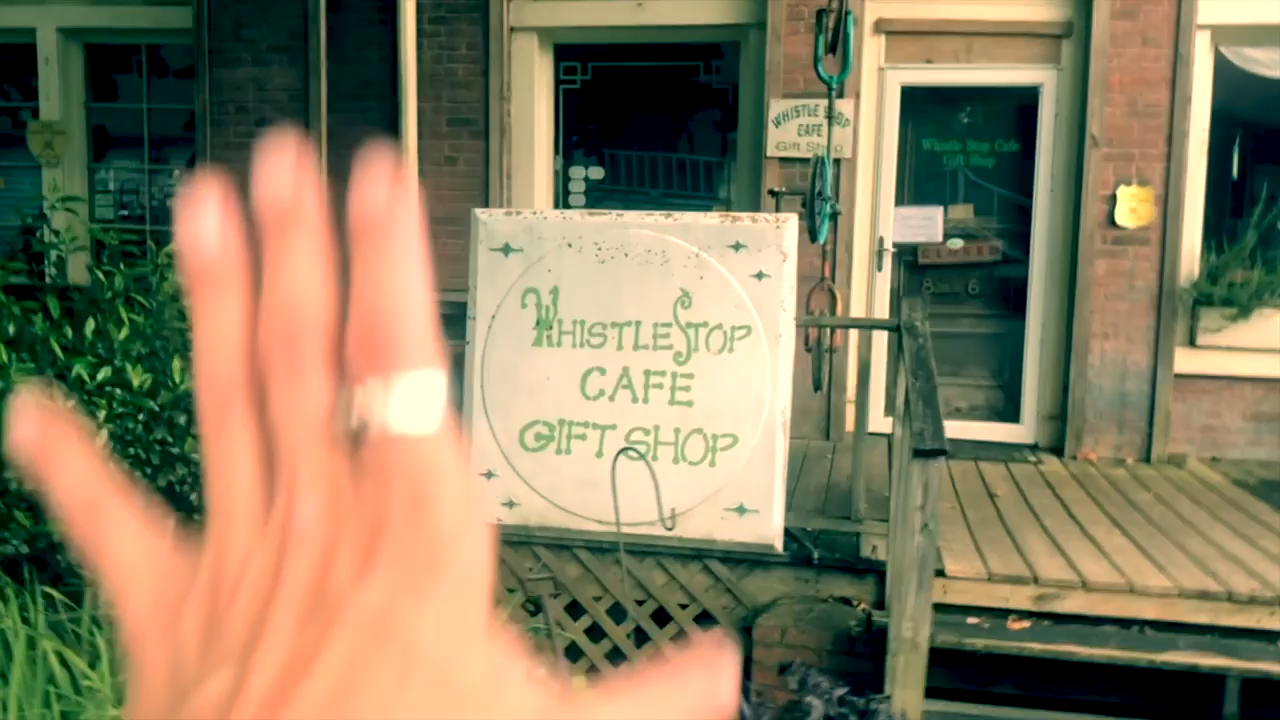 WHISTLE STOP
CAFE
GIFT SHOP
WHISTLE STOP
CAFE
Gift Shop
Whistle Stop Cafe
Gift Shop
CLOSED